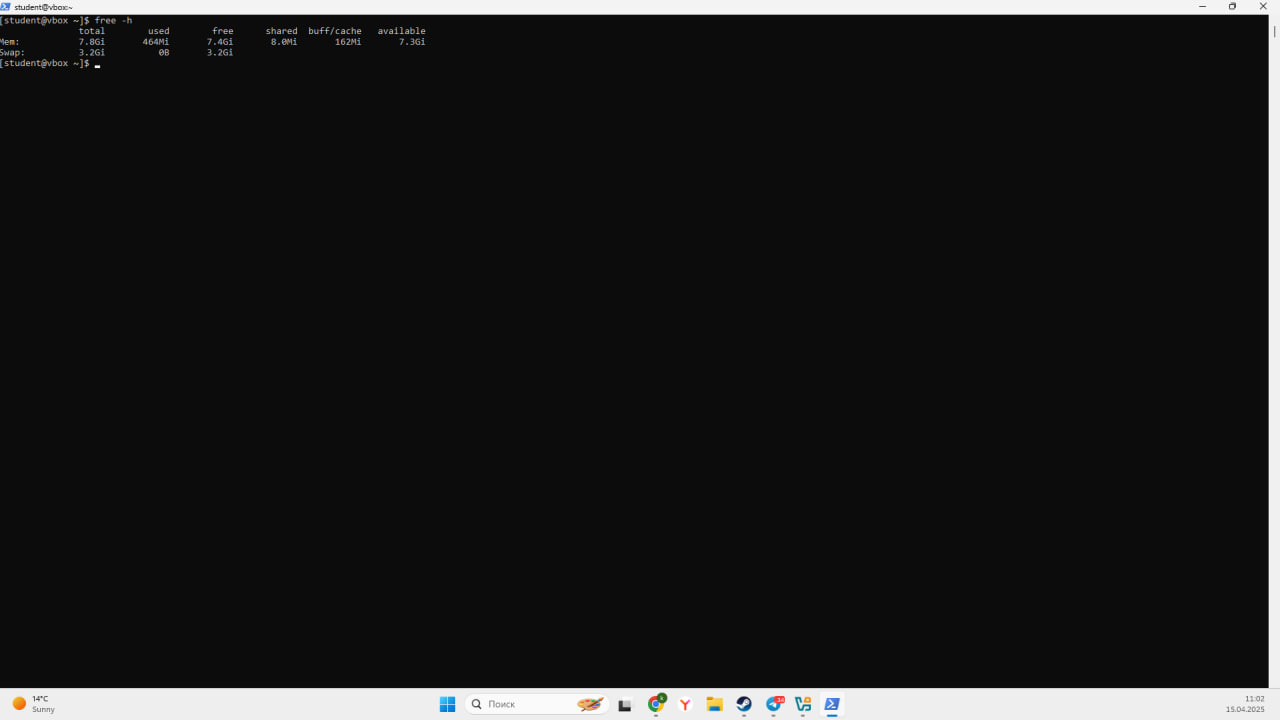 student@vbox:~
[student@vbox ~]$ free -h
total used free shared buff/cache available
Mem: 7.8Gi 464Mi 7.4Gi 8.0Mi 162Mi 7.3Gi
Swap: 3.2Gi 0B 3.2Gi
[student@vbox ~]$
14°C
Sunny
Поиск
11:02
15.04.2025